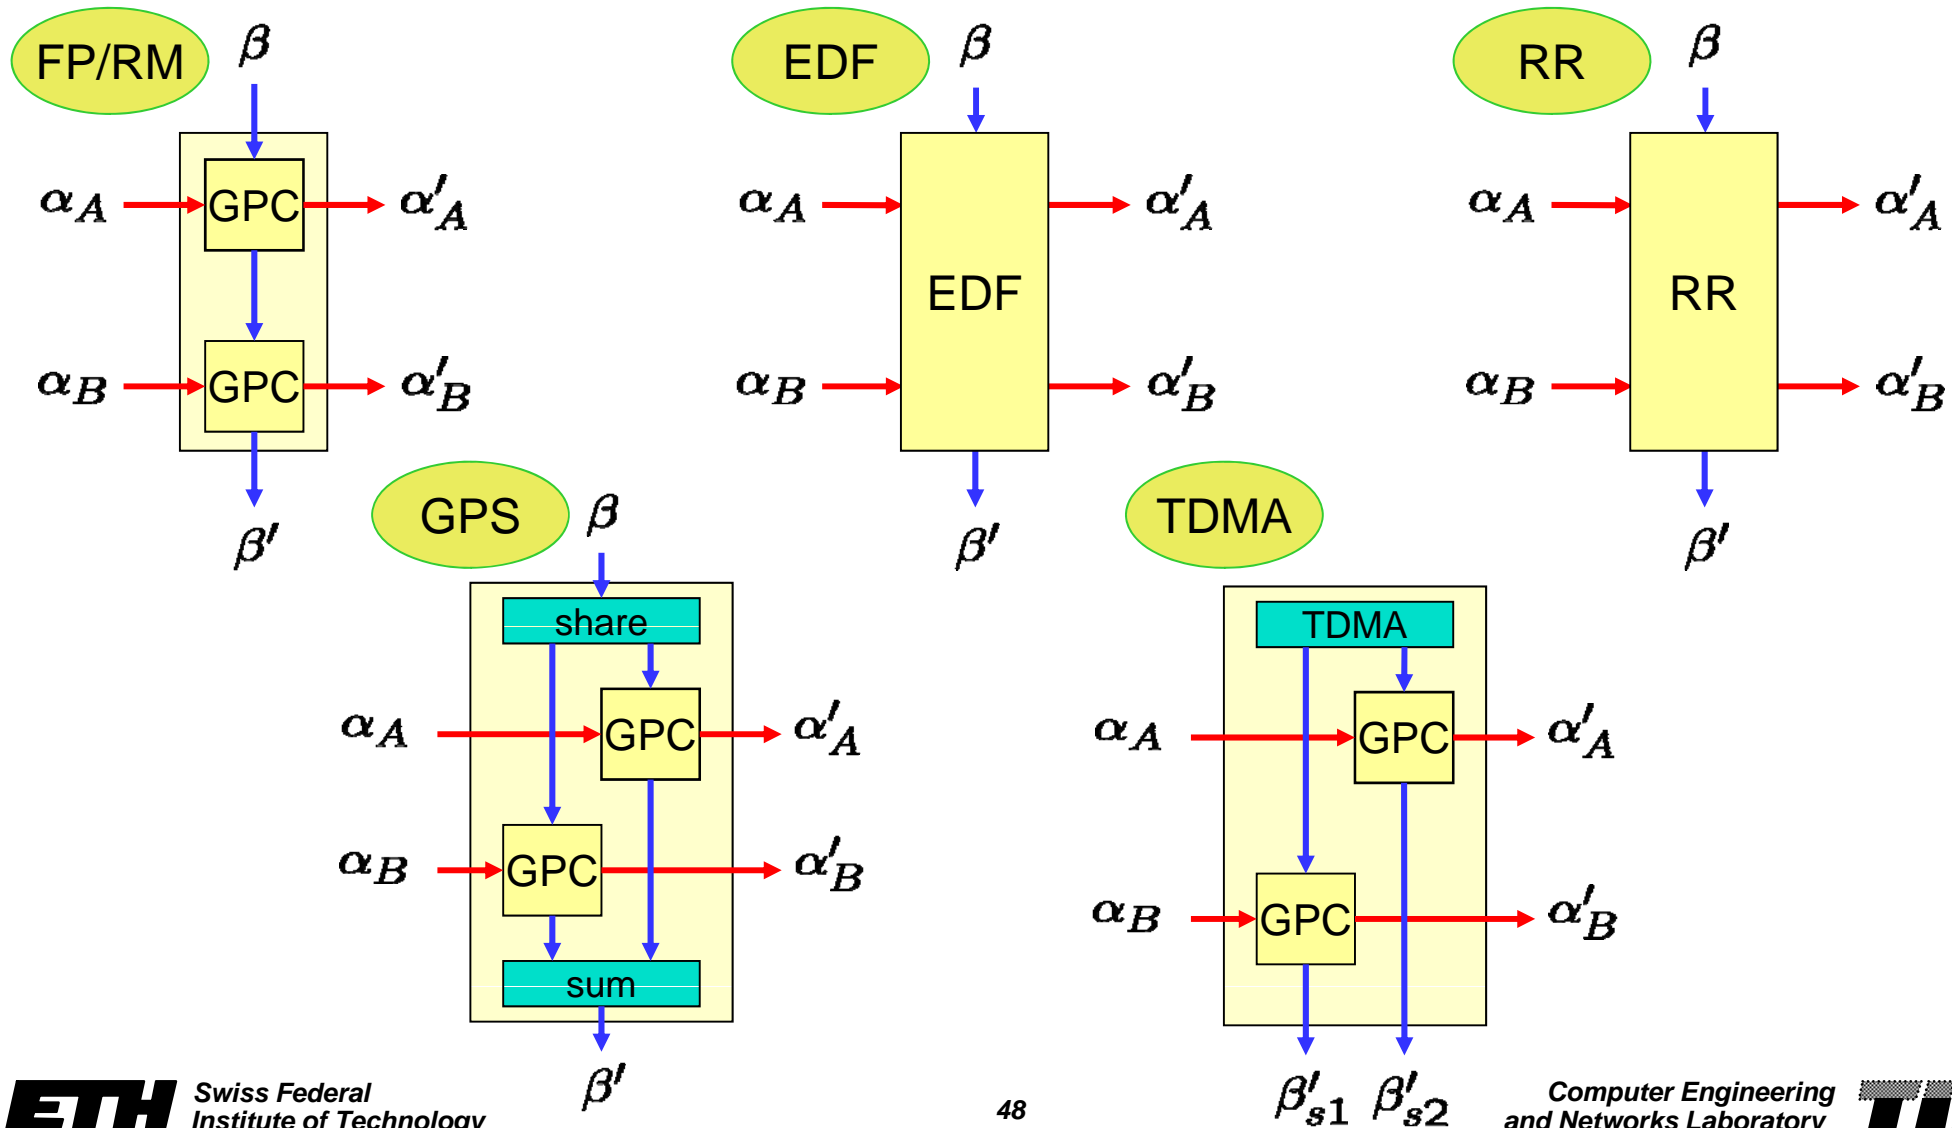 FP/RM
β
α_A
GPC
α′_A
α_B
GPC
α′_B
β′
EDF
β
α_A
α′_A
EDF
α_B
α′_B
β′
RR
β
α_A
α′_A
RR
α_B
α′_B
β′
GPS
β
share
α_A
GPC
α′_A
α_B
GPC
α′_B
sum
β′
TDMA
TDMA
α_A
GPC
α′_A
α_B
GPC
α′_B
β′_s1 β′_s2
ETH
Swiss Federal
Institute of Technology
48
Computer Engineering
and Networks Laboratory